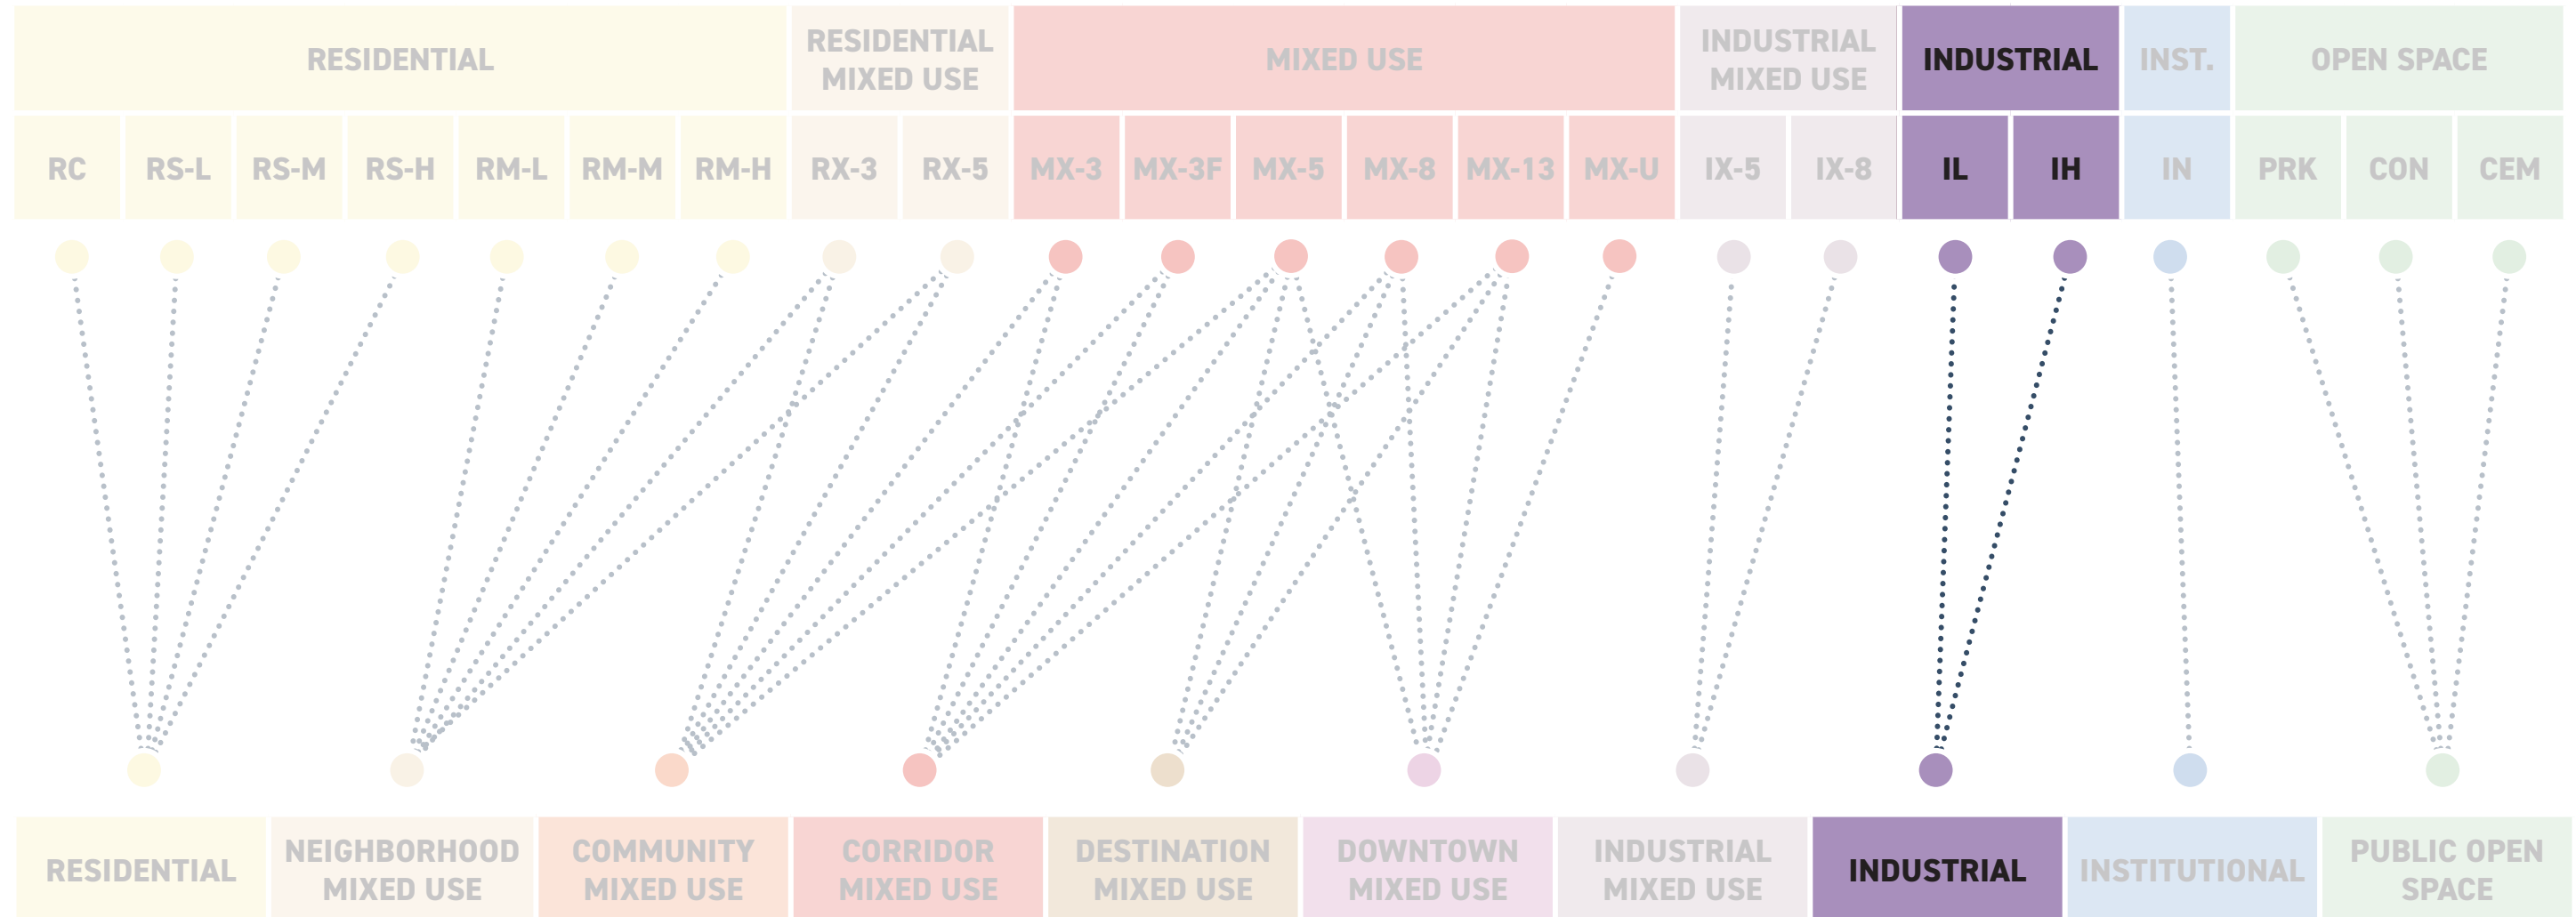 RESIDENTIAL
RESIDENTIAL
MIXED USE
MIXED USE
INDUSTRIAL
MIXED USE
INDUSTRIAL
INST.
OPEN SPACE
RC
RS-L
RS-M
RS-H
RM-L
RM-M
RM-H
RX-3
RX-5
MX-3
MX-3F
MX-5
MX-8
MX-13
MX-U
IX-5
IX-8
IL
IH
IN
PRK
CON
CEM
RESIDENTIAL
NEIGHBORHOOD
MIXED USE
COMMUNITY
MIXED USE
CORRIDOR
MIXED USE
DESTINATION
MIXED USE
DOWNTOWN
MIXED USE
INDUSTRIAL
MIXED USE
INDUSTRIAL
INSTITUTIONAL
PUBLIC OPEN
SPACE